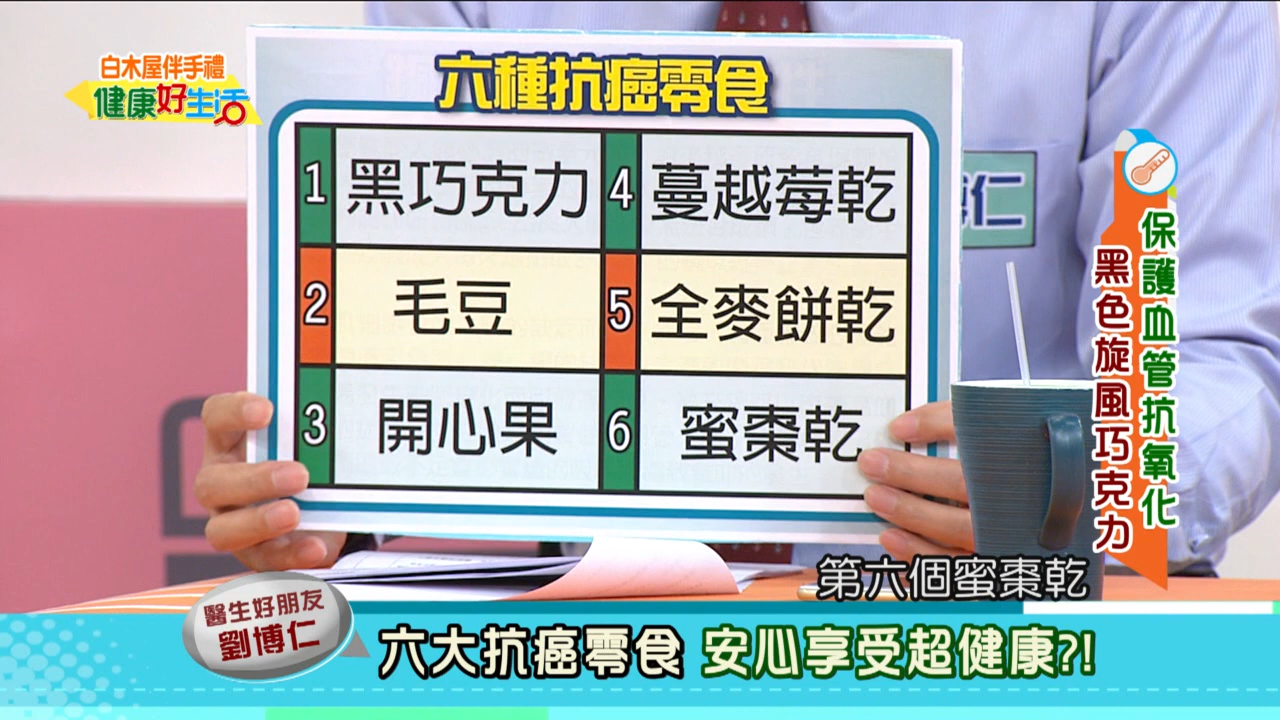 白木屋伴手禮
健康好生活
六種抗癌零食
1 黑巧克力
4 蔓越莓乾
2 毛豆
5 全麥餅乾
3 開心果
6 蜜棗乾
博仁
保護血管抗氧化
黑色旋風巧克力
第六個蜜棗乾
醫生好朋友
劉博仁
六大抗癌零食 安心享受超健康?!